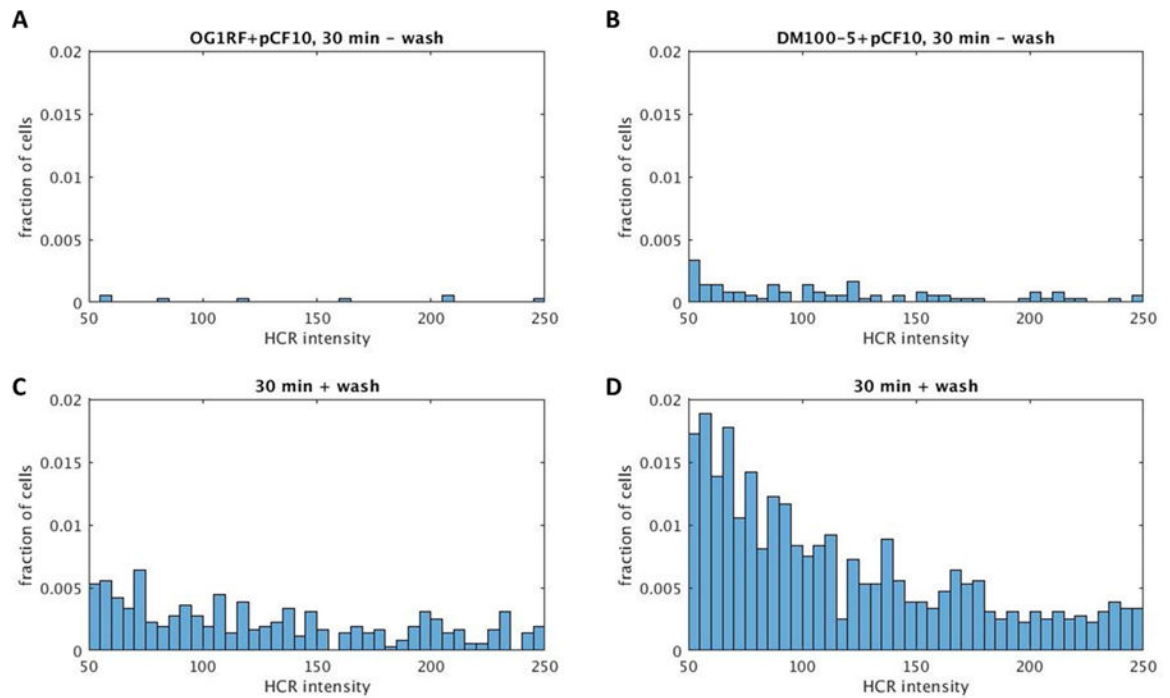 A
OG1RF+pCF10, 30 min – wash
0.02
0.015
0.01
0.005
0
fraction of cells
50 100 150 200 250
HCR intensity
B
DM100–5+pCF10, 30 min – wash
0.02
0.015
0.01
0.005
0
fraction of cells
50 100 150 200 250
HCR intensity
C
30 min + wash
0.02
0.015
0.01
0.005
0
fraction of cells
50 100 150 200 250
HCR intensity
D
30 min + wash
0.02
0.015
0.01
0.005
0
fraction of cells
50 100 150 200 250
HCR intensity